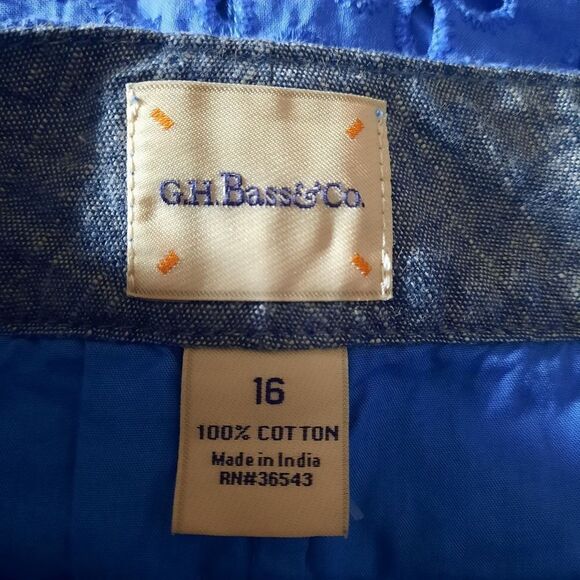 G.H.Bass&Co.
16
100% COTTON
Made in India
RN#36543